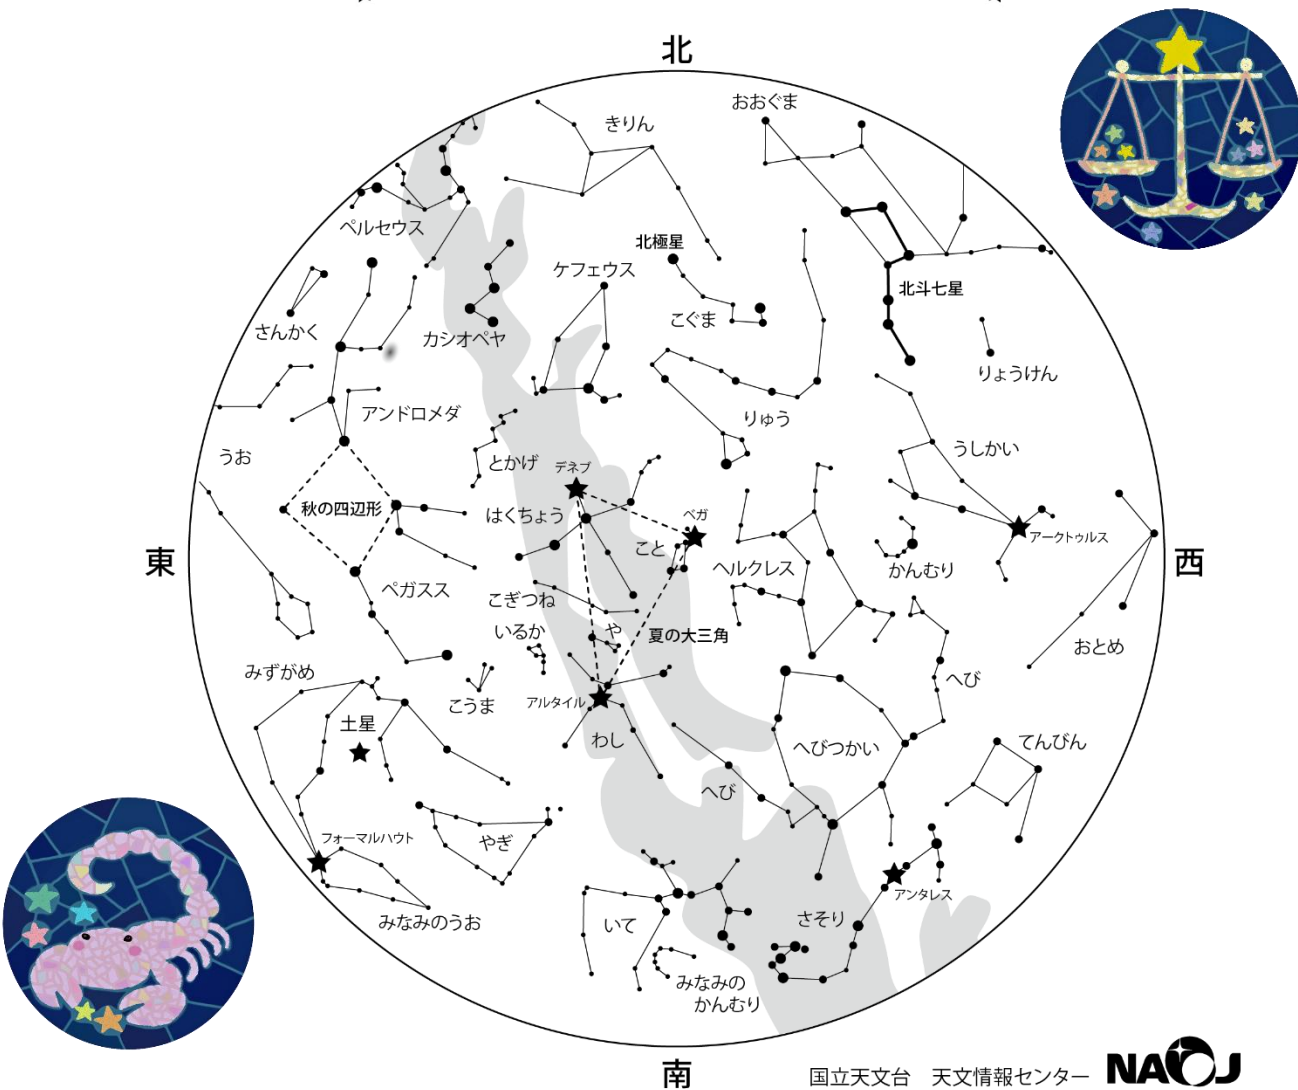 北
おおぐま
きりん
ペルセウス
北極星
ケフェウス
北斗七星
こぐま
さんかく
カシオペヤ
りょうけん
アンドロメダ
りゅう
うしかい
うお
とかげ
デネブ
秋の四辺形
はくちょう
ベガ
アークトゥルス
こと
東
西
ヘルクレス
かんむり
ペガスス
こぎつね
いるか
や
夏の大三角
おとめ
みずがめ
へび
こうま
アルタイル
土星
わし
へびつかい
てんびん
へび
フォーマルハウト
やぎ
アンタレス
みなみのうお
いて
さそり
みなみの
かんむり
南
国立天文台 天文情報センター NAOJ